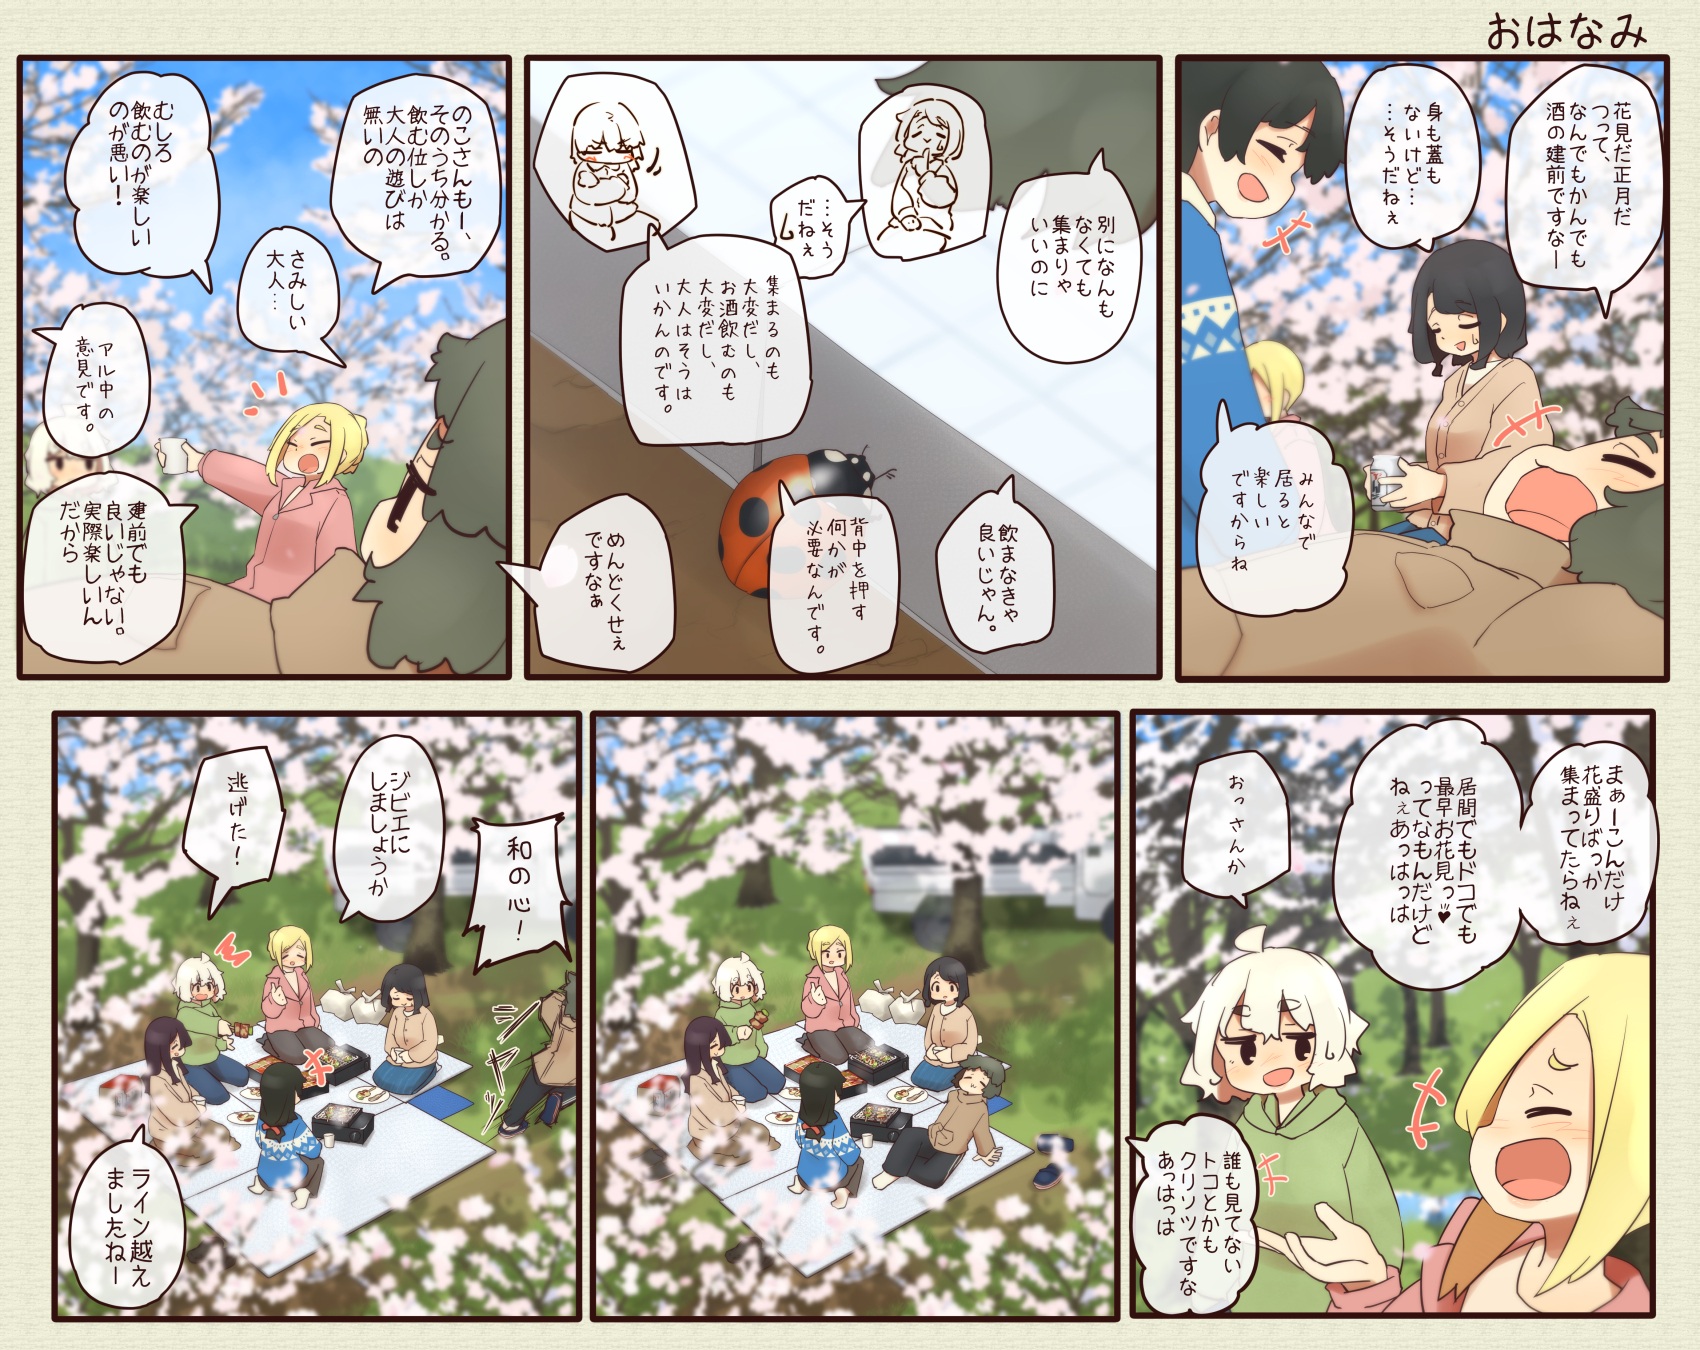 おはなみ
花見だ正月だ
つって、
なんでもかんでも
酒の建前ですなー
身も蓋も
ないけど…
…そうだねぇ
みんなで
居ると
楽しい
ですからね
別になんも
なくても
集まりゃ
いいのに
…そう
だねぇ
集まるのも
大変だし、
お酒飲むのも
大変だし、
大人はそうは
いかんのです。
飲まなきゃ
良いじゃん。
背中を押す
何かが
必要なんです。
めんどくせぇ
ですなぁ
のこさんもー、
そのうち分かる。
飲む位しか
大人の遊びは
無いの
さみしい
大人…
むしろ
飲むのが楽しい
のが悪い！
アル中の
意見です。
建前でも
良いじゃない。
実際楽しいん
だから
まぁーこんだけ
花盛りばっか
集まってたらねぇ
居間でもドコでも
最早お花見っ♥
ってなもんだけど
ねぇあっはっは
おっさんか
誰も見てない
トコとかも
クリソツですな
あっはっは
和の心！
ジビエに
しましょうか
逃げた！
ダッ
ライン越え
ましたねー